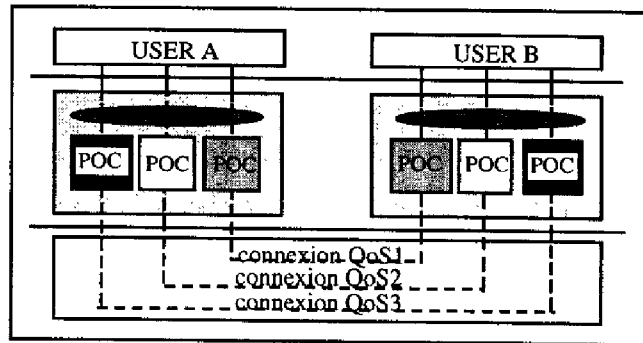 USER A USER B
POC POC POC POC POC POC
connexion QoS1
connexion QoS2
connexion QoS3